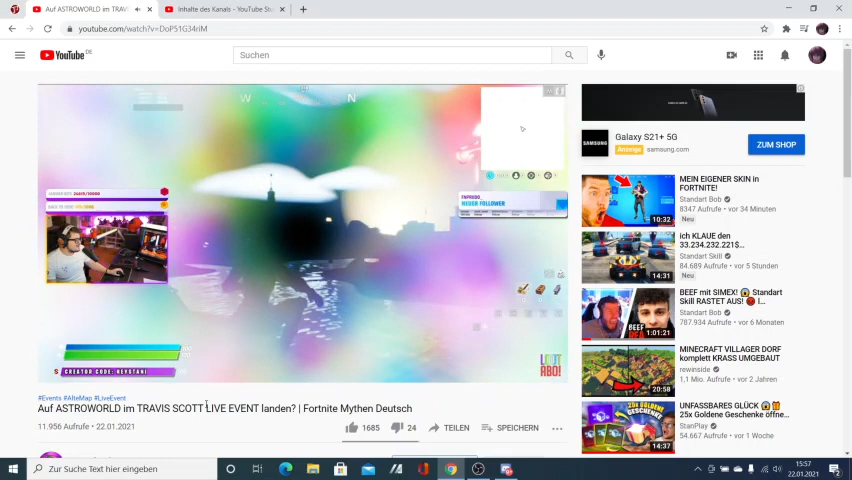 Auf ASTROWORLD im TRAV
Inhalte des Kanals - YouTube Stu
youtube.com/watch?v=DoP51G34riM
YouTube DE
Suchen
W
N
NEVER FOLLOWER
CREATOR CODE: HEYSTANI
ABO!
#Events #AlteMap #LiveEvent
Auf ASTROWORLD im TRAVIS SCOTT LIVE EVENT landen? | Fortnite Mythen Deutsch
11.956 Aufrufe • 22.01.2021
1685
24
TEILEN
SPEICHERN
SAMSUNG
Galaxy S21+ 5G
Anzeige samsung.com
ZUM SHOP
10:32
MEIN EIGENER SKIN in
FORTNITE!
Standart Bob
8347 Aufrufe • vor 34 Minuten
Neu
14:31
ich KLAUE den
33.234.232.221$...
Standart Skill
84.689 Aufrufe • vor 5 Stunden
Neu
BEEF
1:01:21
BEEF mit SIMEX! 😱 Standart
Skill RASTET AUS! 😡 I...
Standart Bob
787.934 Aufrufe • vor 6 Monaten
20:58
MINECRAFT VILLAGER DORF
komplett KRASS UMGEBAUT
rewinside
1,1 Mio. Aufrufe • vor 2 Jahren
14:37
UNFASSBARES GLÜCK 😱🎁
25x Goldene Geschenke öffne...
StanPlay
54.667 Aufrufe • vor 1 Woche
Zur Suche Text hier eingeben
15:57
22.01.2021
2